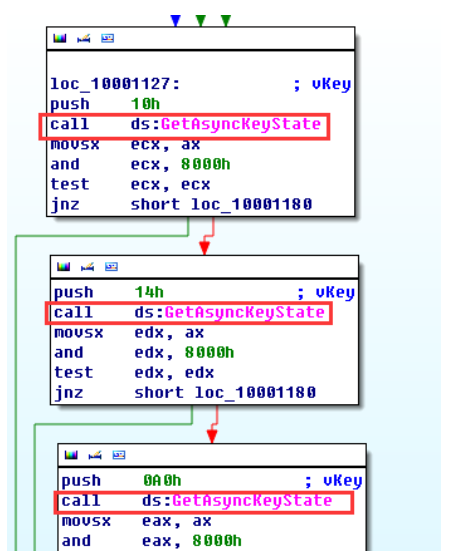 loc_10001127: ; vKey
push 10h
call ds:GetAsyncKeyState
movsx ecx, ax
and ecx, 8000h
test ecx, ecx
jnz short loc_10001180
push 14h ; vKey
call ds:GetAsyncKeyState
movsx edx, ax
and edx, 8000h
test edx, edx
jnz short loc_10001180
push 0A0h ; vKey
call ds:GetAsyncKeyState
movsx eax, ax
and eax, 8000h